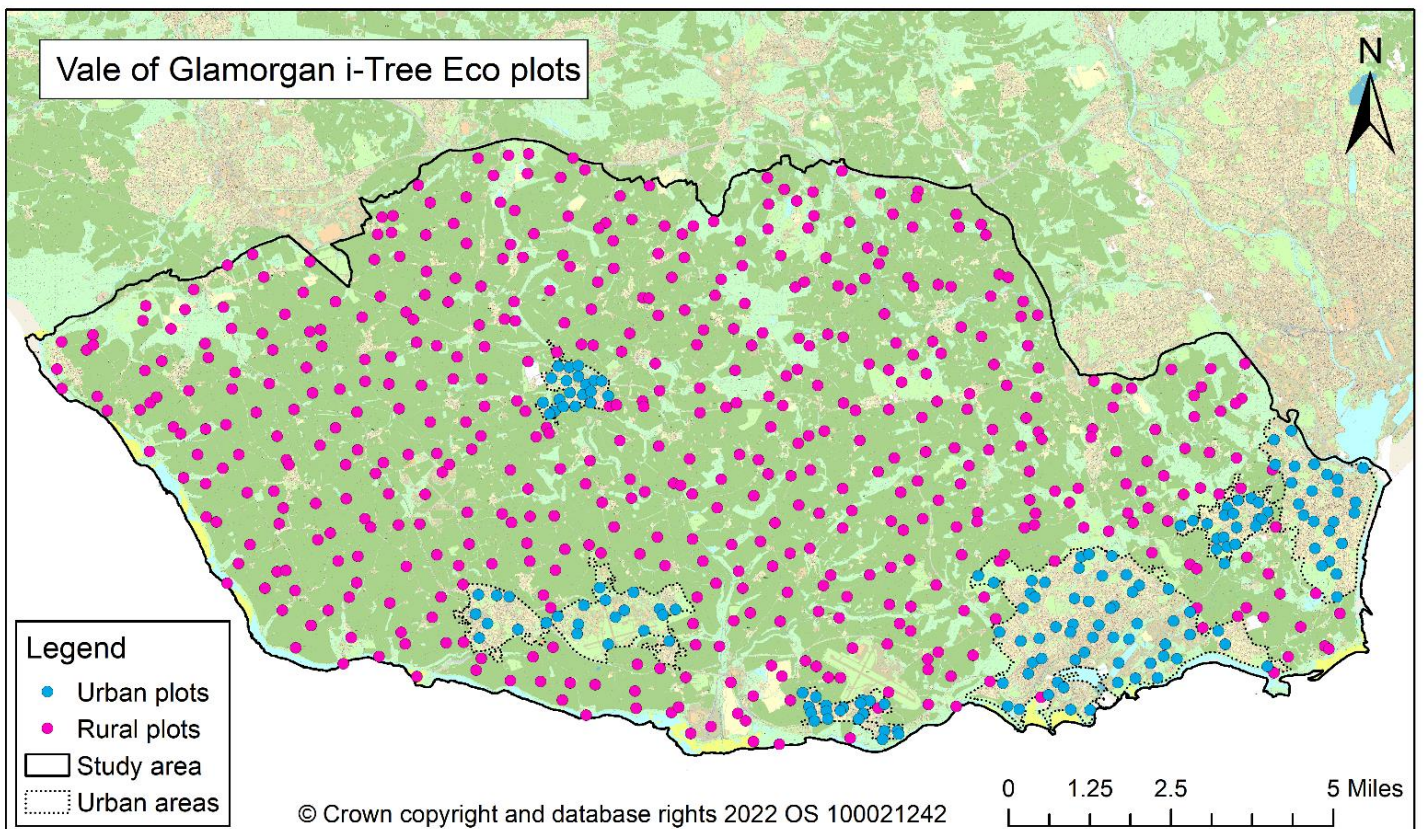 Vale of Glamorgan i-Tree Eco plots
N
Legend
Urban plots
Rural plots
Study area
Urban areas
© Crown copyright and database rights 2022 OS 100021242
0 1.25 2.5 5 Miles